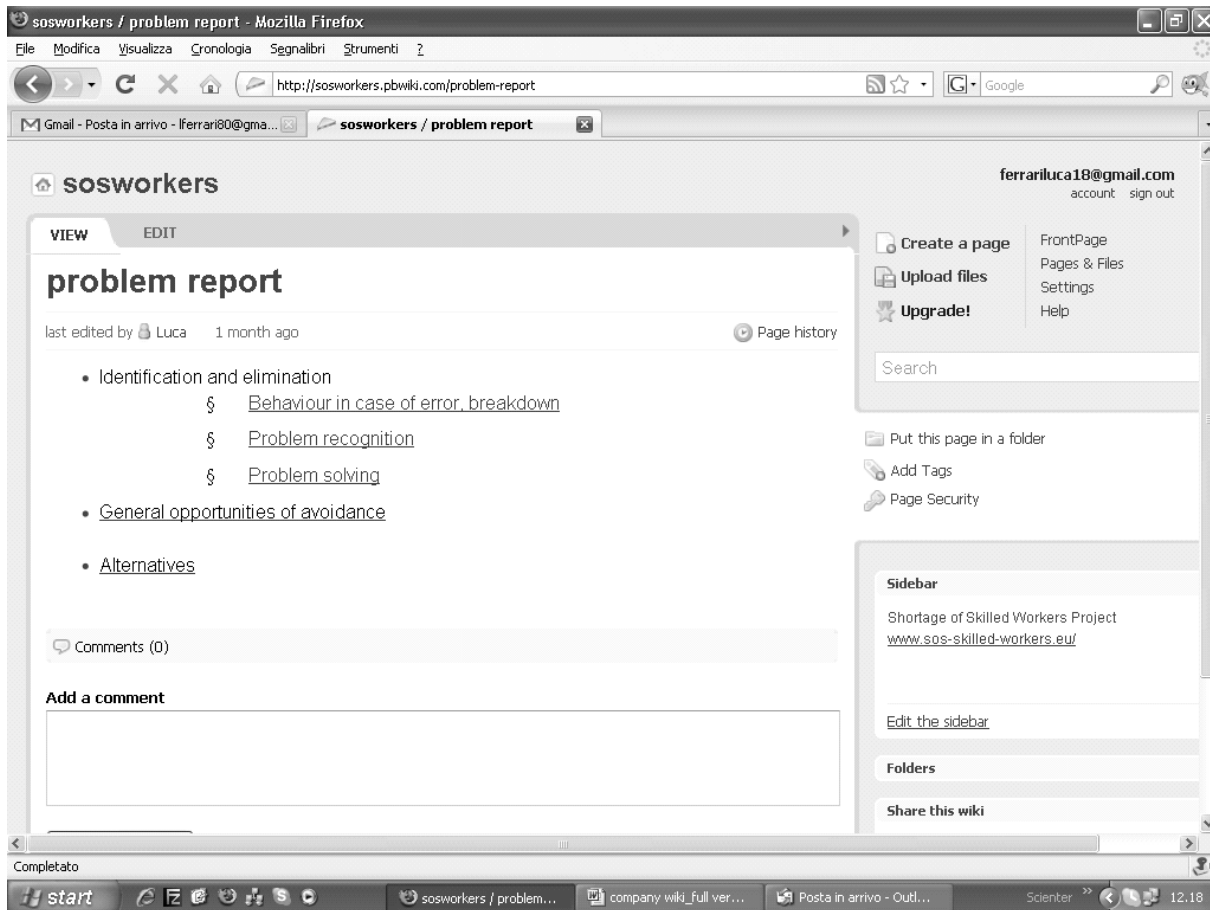 sosworkers / problem report - Mozilla Firefox
File Modifica Visualizza Cronologia Segnalibri Strumenti ?
http://sosworkers.pbwiki.com/problem-report
G Google
Gmail - Posta in arrivo - lferrari80@gma...
sosworkers / problem report
sosworkers
ferrariluca18@gmail.com
account sign out
VIEW EDIT
problem report
last edited by Luca 1 month ago
Page history
• Identification and elimination
§ Behaviour in case of error, breakdown
§ Problem recognition
§ Problem solving
• General opportunities of avoidance
• Alternatives
Comments (0)
Add a comment
Create a page
Upload files
Upgrade!
FrontPage
Pages & Files
Settings
Help
Search
Put this page in a folder
Add Tags
Page Security
Sidebar
Shortage of Skilled Workers Project
www.sos-skilled-workers.eu/
Edit the sidebar
Folders
Share this wiki
Completato
start
sosworkers / problem...
company wiki_full ver...
Posta in arrivo - Outl...
Scienter »
12.18